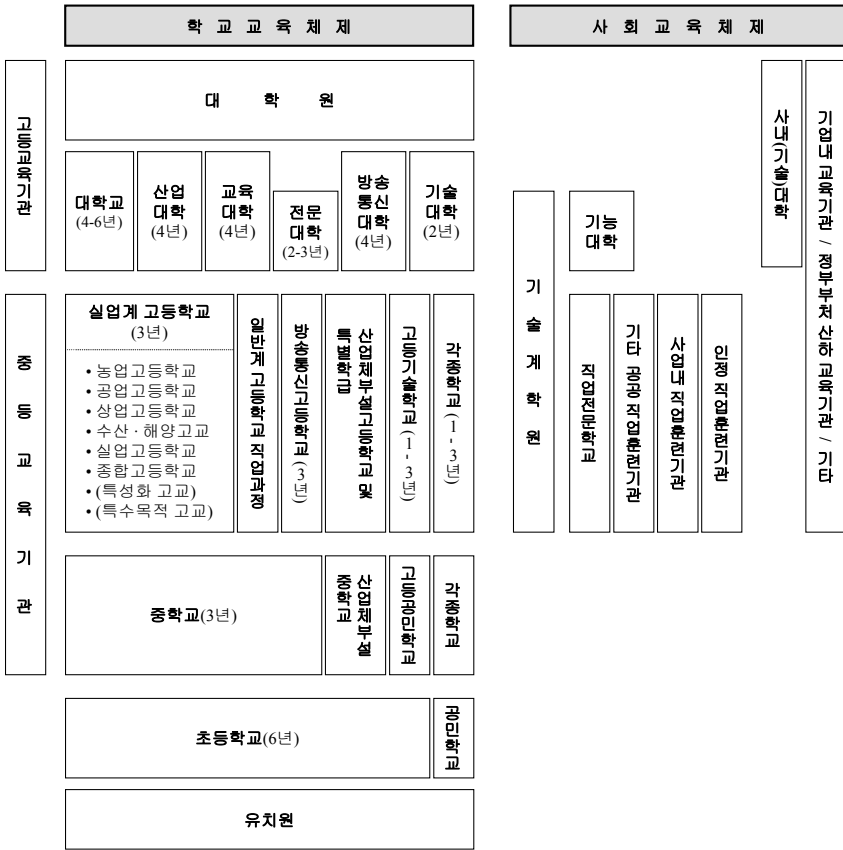 학 교 교 육 체 제
사 회 교 육 체 제
고등교육기관
대 학 원
대학교
(4-6년)
산업
대학
(4년)
교육
대학
(4년)
전문
대학
(2-3년)
방송
통신
대학
(4년)
기술
대학
(2년)
기능
대학
사내(기술)대학
기업내 교육기관 / 정부부처 산하 교육기관 / 기타
중 등 교 육 기 관
실업계 고등학교
(3년)
• 농업고등학교
• 공업고등학교
• 상업고등학교
• 수산 · 해양고교
• 실업고등학교
• 종합고등학교
• (특성화 고교)
• (특수목적 고교)
일반계 고등학교 직업과정
방송통신고등학교(3년)
산업체부설고등학교 및
특별학급
고등기술학교(1-3년)
각종학교(1-3년)
기 술 계 학 원
직업전문학교
기타 공공 직업훈련기관
사업내 직업훈련기관
인정 직업훈련기관
중학교(3년)
산업체부설
중학교
고등공민학교
각종학교
초등학교(6년)
공민학교
유치원